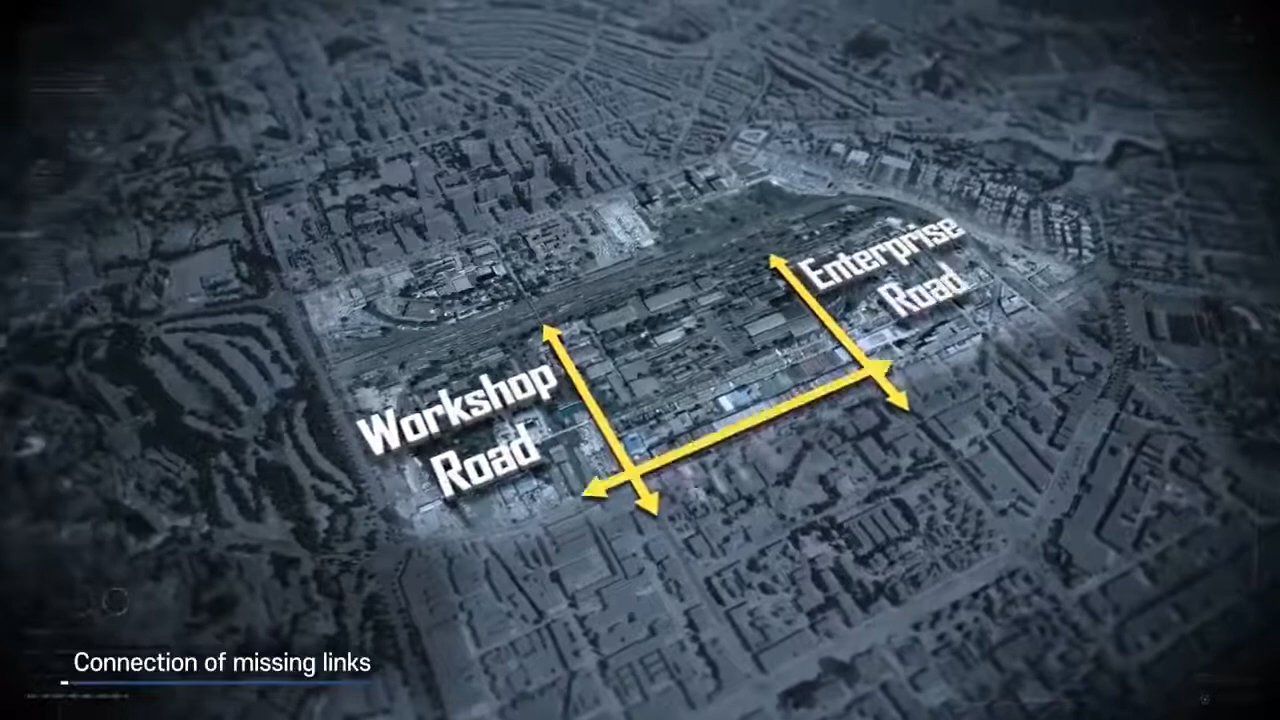 Enterprise
Road
Workshop
Road
Connection of missing links